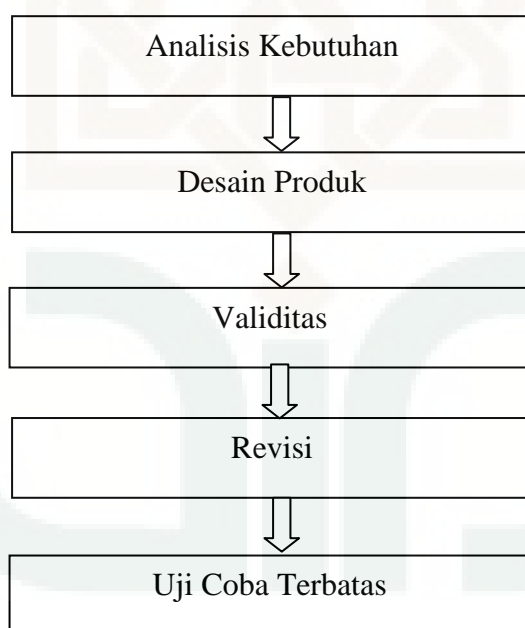 Analisis Kebutuhan
Desain Produk
Validitas
Revisi
Uji Coba Terbatas